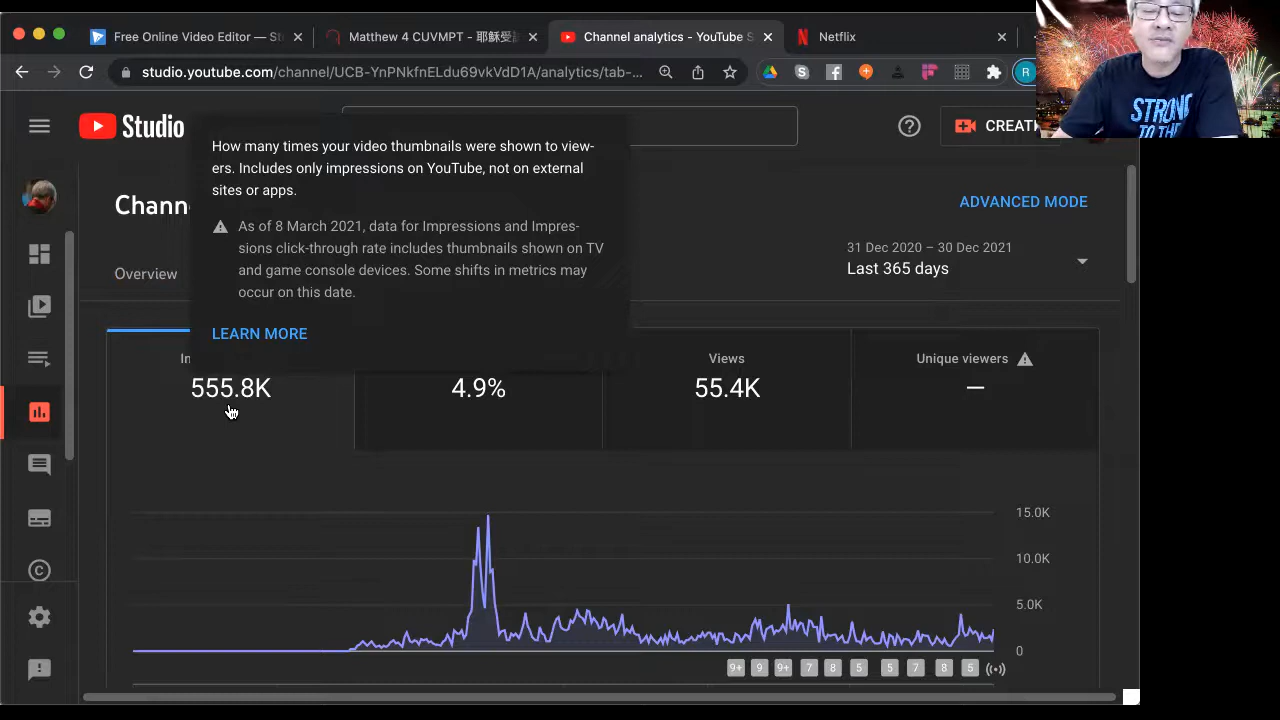 Free Online Video Editor — St
Matthew 4 CUVMPT - 耶穌受
Channel analytics - YouTube S
Netflix
studio.youtube.com/channel/UCB-YnPNkfnELdu69vkVdD1A/analytics/tab-...
R
Studio
CREATE
How many times your video thumbnails were shown to view-
ers. Includes only impressions on YouTube, not on external
sites or apps.
Chann
ADVANCED MODE
As of 8 March 2021, data for Impressions and Impres-
sions click-through rate includes thumbnails shown on TV
and game console devices. Some shifts in metrics may
occur on this date.
31 Dec 2020 – 30 Dec 2021
Last 365 days
Overview
LEARN MORE
Views
Unique viewers
555.8K
4.9%
55.4K
—
15.0K
10.0K
5.0K
0
9+ 9 9+ 7 8 5 5 7 8 5
STRONG
TO THE